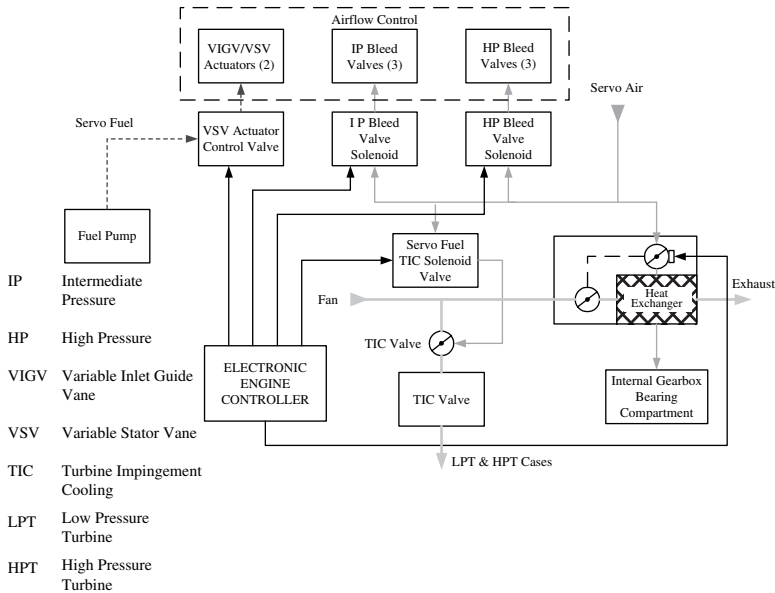 Airflow Control
VIGV/VSV
Actuators (2)
IP Bleed
Valves (3)
HP Bleed
Valves (3)
Servo Air
Servo Fuel
VSV Actuator
Control Valve
I P Bleed
Valve
Solenoid
HP Bleed
Valve
Solenoid
Fuel Pump
Servo Fuel
TIC Solenoid
Valve
Fan
Heat
Exchanger
Exhaust
TIC Valve
ELECTRONIC
ENGINE
CONTROLLER
TIC Valve
Internal Gearbox
Bearing
Compartment
LPT & HPT Cases
IP Intermediate
Pressure
HP High Pressure
VIGV Variable Inlet Guide
Vane
VSV Variable Stator Vane
TIC Turbine Impingement
Cooling
LPT Low Pressure
Turbine
HPT High Pressure
Turbine